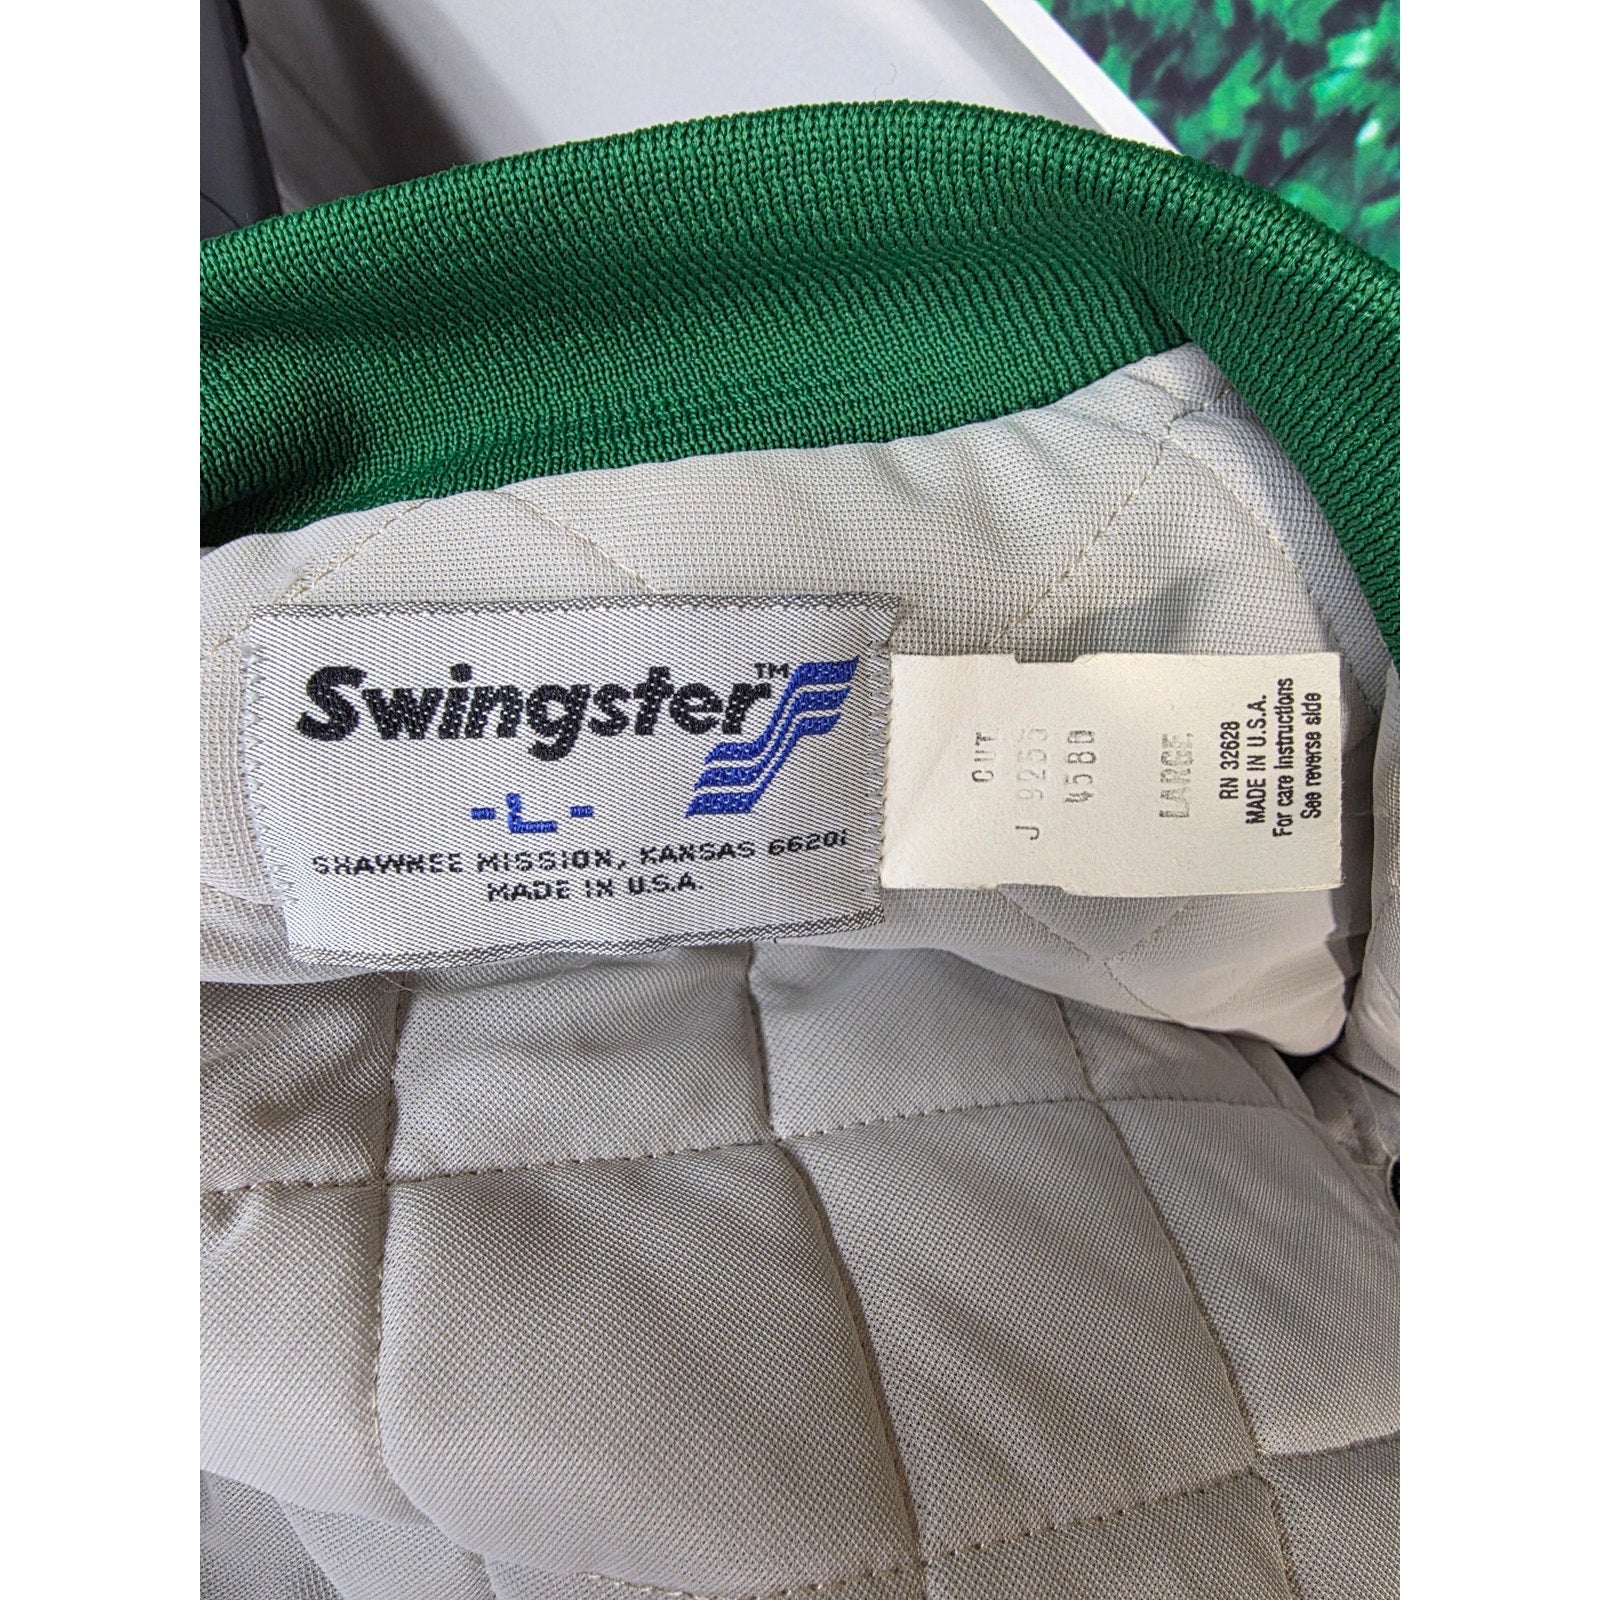 Swingster™
-L-
SHAWNEE MISSION, KANSAS 66201
MADE IN U.S.A.
CUT
J 9255
4580
LARGE
RN 32628
MADE IN U.S.A.
For care instructions
See reverse side